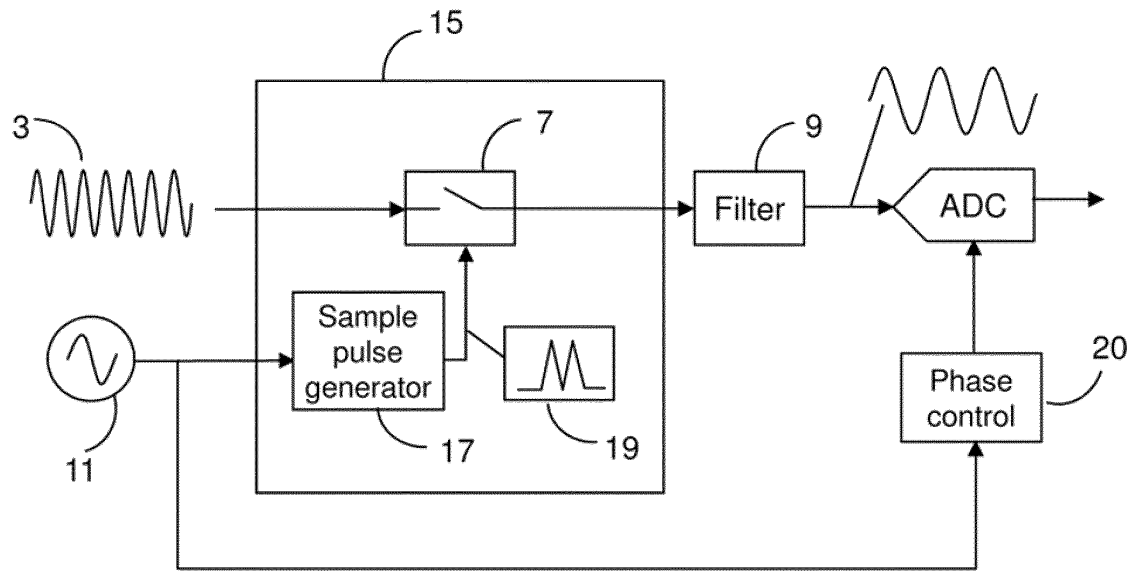 15
3
7
9
Filter
ADC
Sample
pulse
generator
20
Phase
control
11
17
19